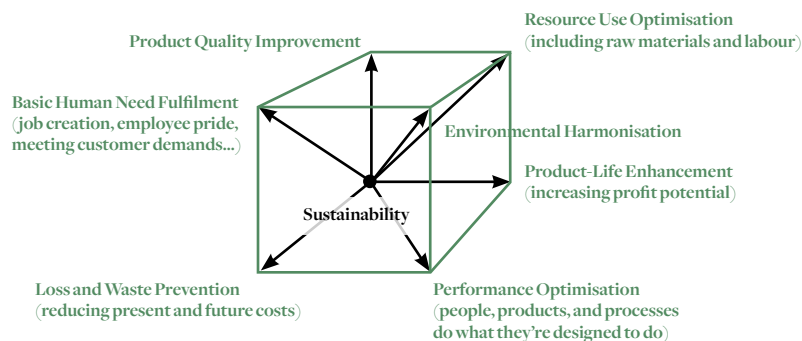 Resource Use Optimisation
(including raw materials and labour)
Product Quality Improvement
Basic Human Need Fulfilment
(job creation, employee pride,
meeting customer demands...)
Environmental Harmonisation
Product-Life Enhancement
(increasing profit potential)
Sustainability
Loss and Waste Prevention
(reducing present and future costs)
Performance Optimisation
(people, products, and processes
do what they're designed to do)